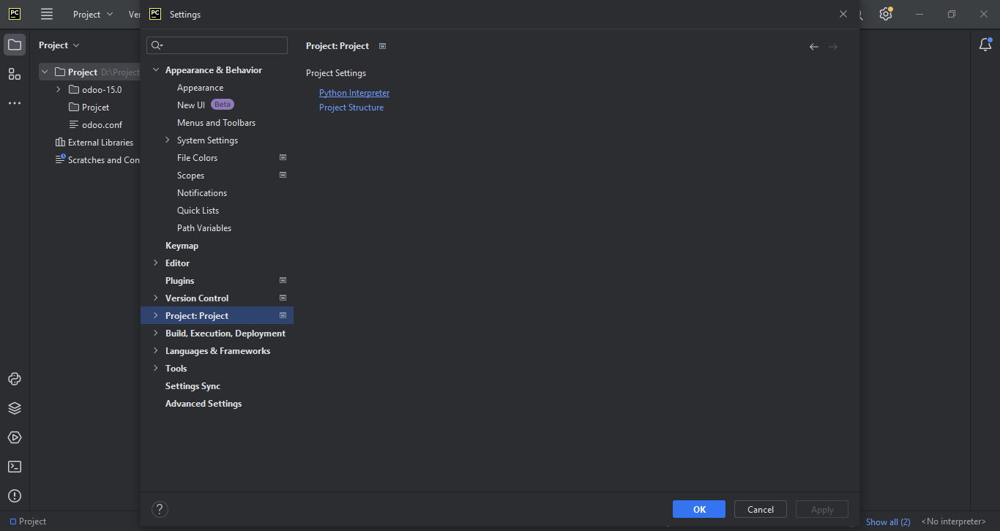 PC
Project
Ver
PC
Settings
Project
Project D:\Project
odoo-15.0
Projcet
odoo.conf
External Libraries
Scratches and Con
Appearance & Behavior
Appearance
New UI Beta
Menus and Toolbars
System Settings
File Colors
Scopes
Notifications
Quick Lists
Path Variables
Keymap
Editor
Plugins
Version Control
Project: Project
Build, Execution, Deployment
Languages & Frameworks
Tools
Settings Sync
Advanced Settings
Project: Project
Project Settings
Python Interpreter
Project Structure
?
OK
Cancel
Apply
Project
Show all (2)
<No interpreter>